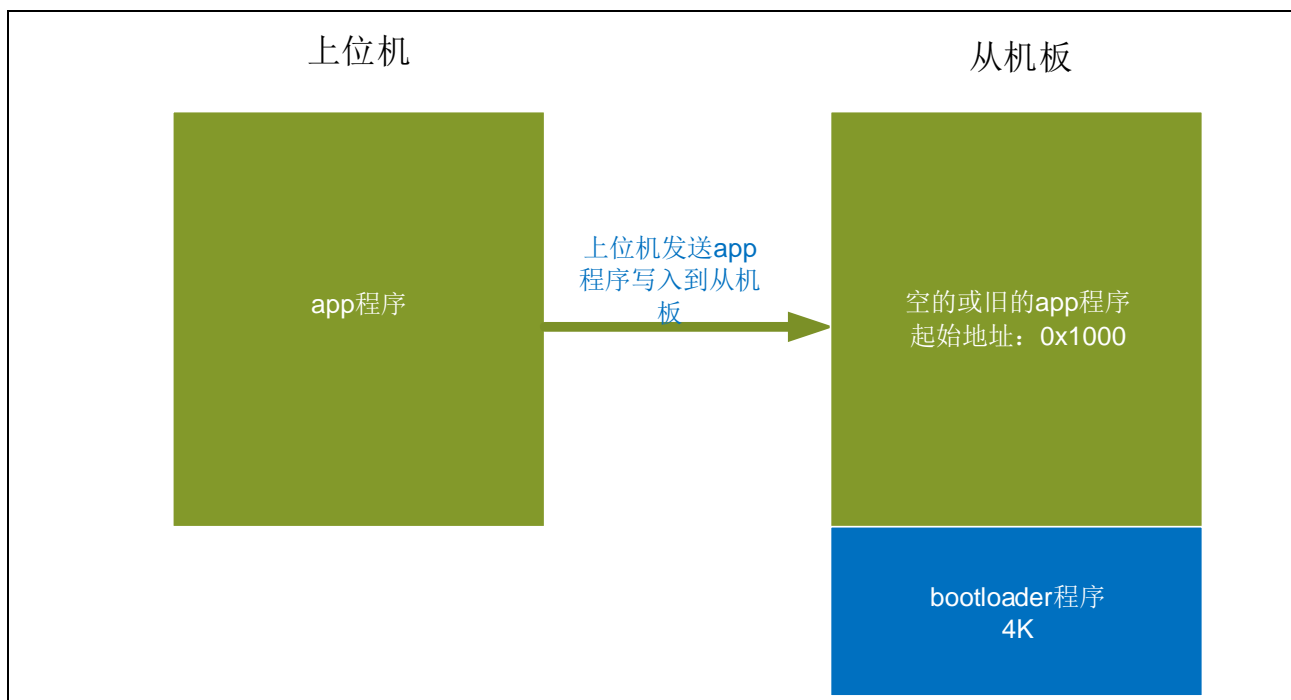 上位机
从机板
app程序
上位机发送app
程序写入到从机
板
空的或旧的app程序
起始地址：0x1000
bootloader程序
4K